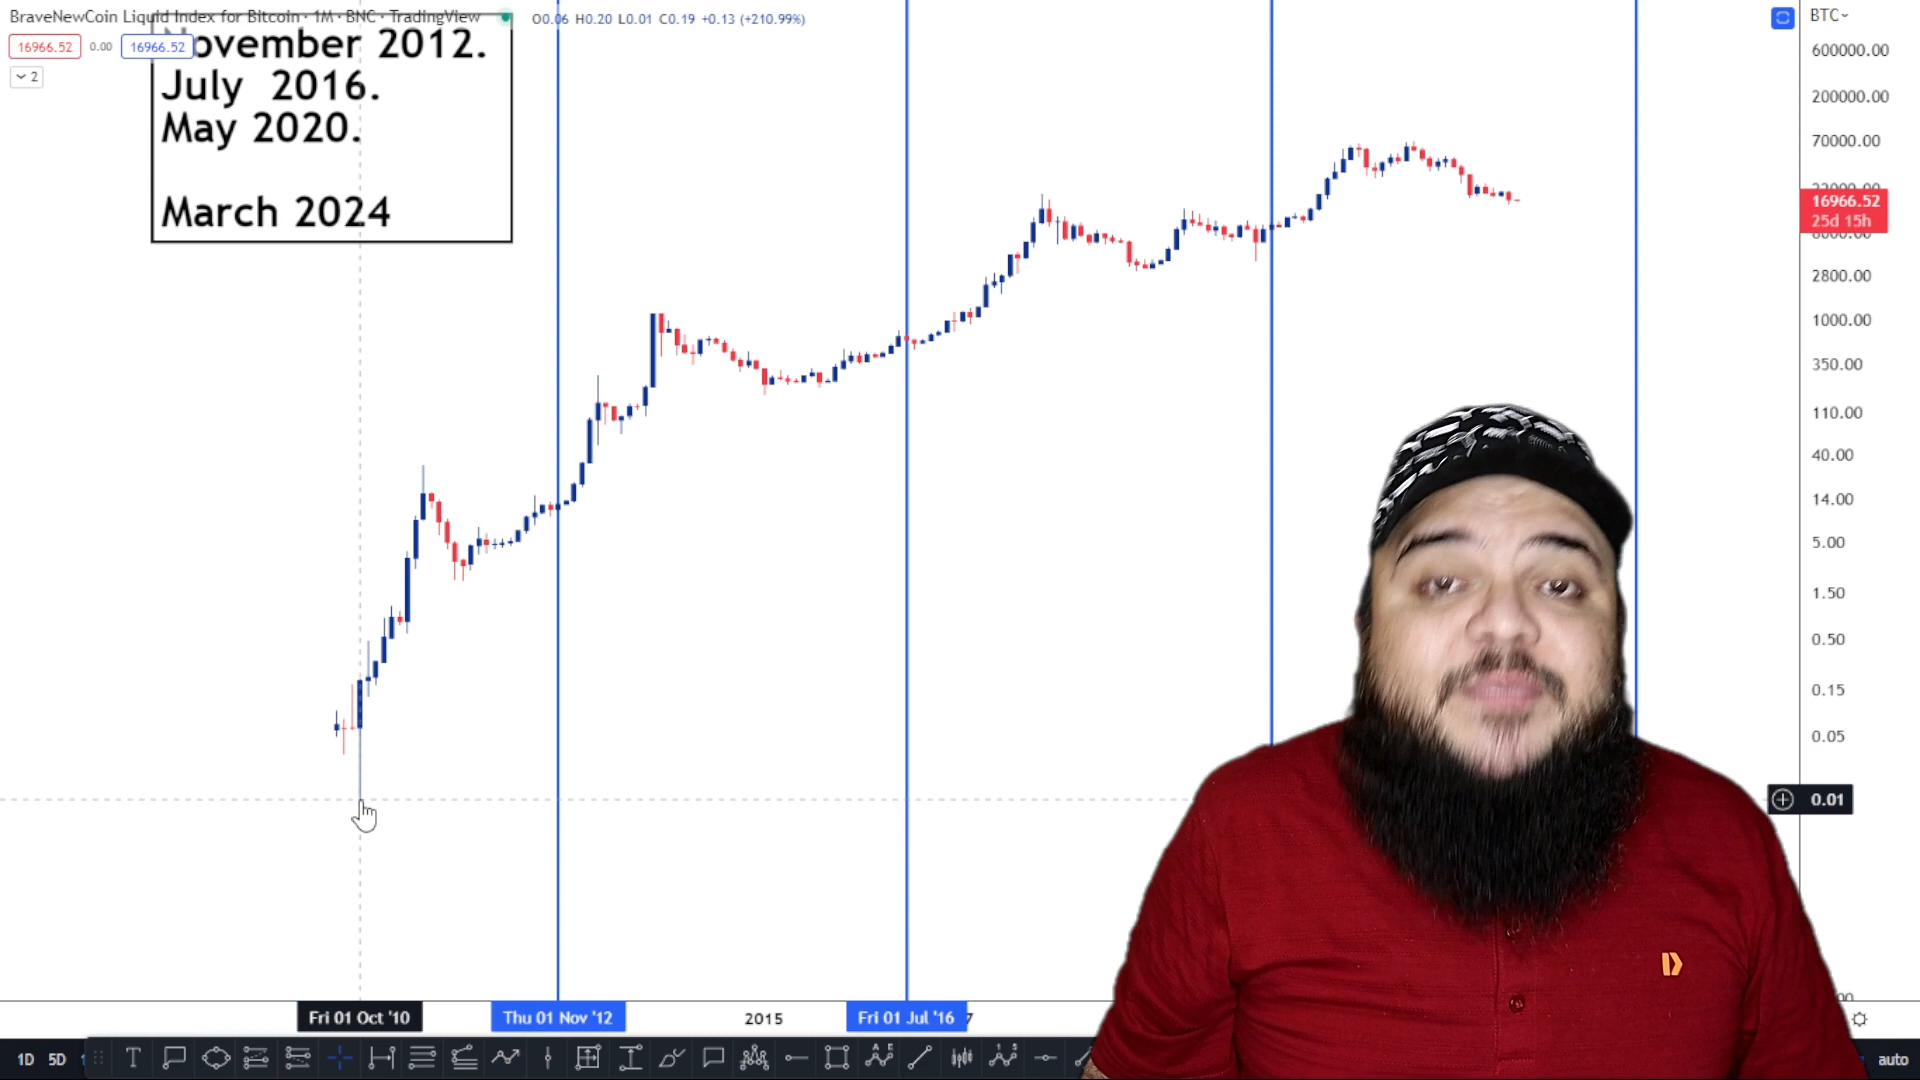 BraveNewCoin Liquid Index for Bitcoin · 1M · BNC · TradingView
O0.06 H0.20 L0.01 C0.19 +0.13 (+210.99%)
BTC
16966.52 0.00 16966.52
2
November 2012.
July 2016.
May 2020.
March 2024
600000.00
200000.00
70000.00
16966.52
25d 15h
2800.00
1000.00
350.00
110.00
40.00
14.00
5.00
1.50
0.50
0.15
0.05
0.01
Fri 01 Oct '10
Thu 01 Nov '12
2015
Fri 01 Jul '16
7
1D 5D
auto